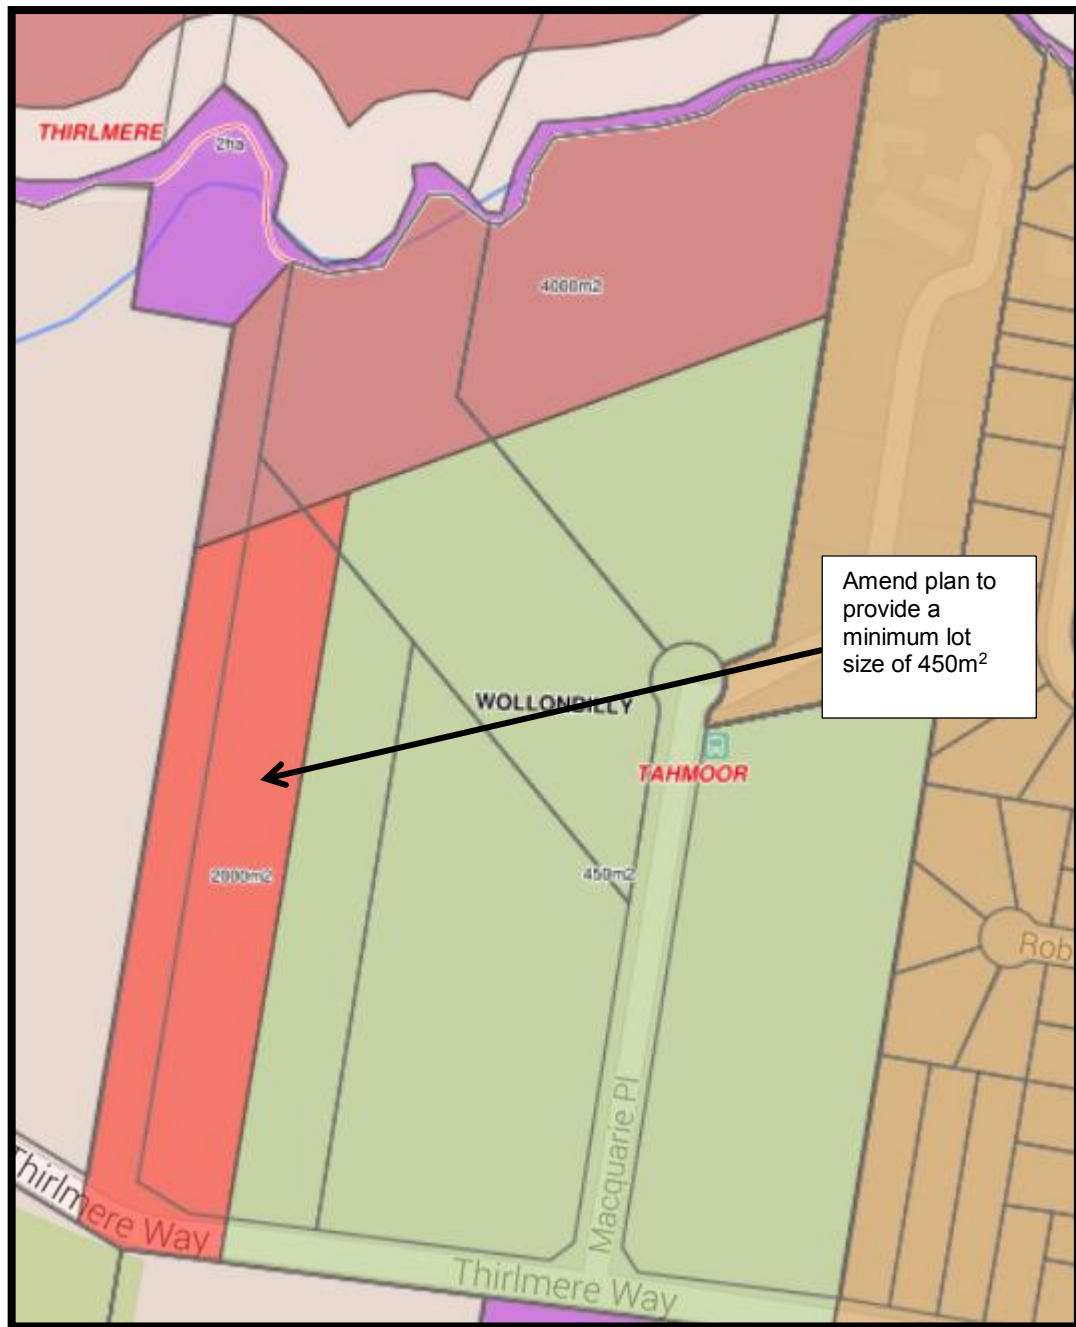 THIRLMERE
2ha
4000m2
Amend plan to
provide a
minimum lot
size of 450m²
WOLLONDILLY
TAHMOOR
2000m2
450m2
Rob
Macquarie Pl
Thirlmere Way
Thirlmere Way